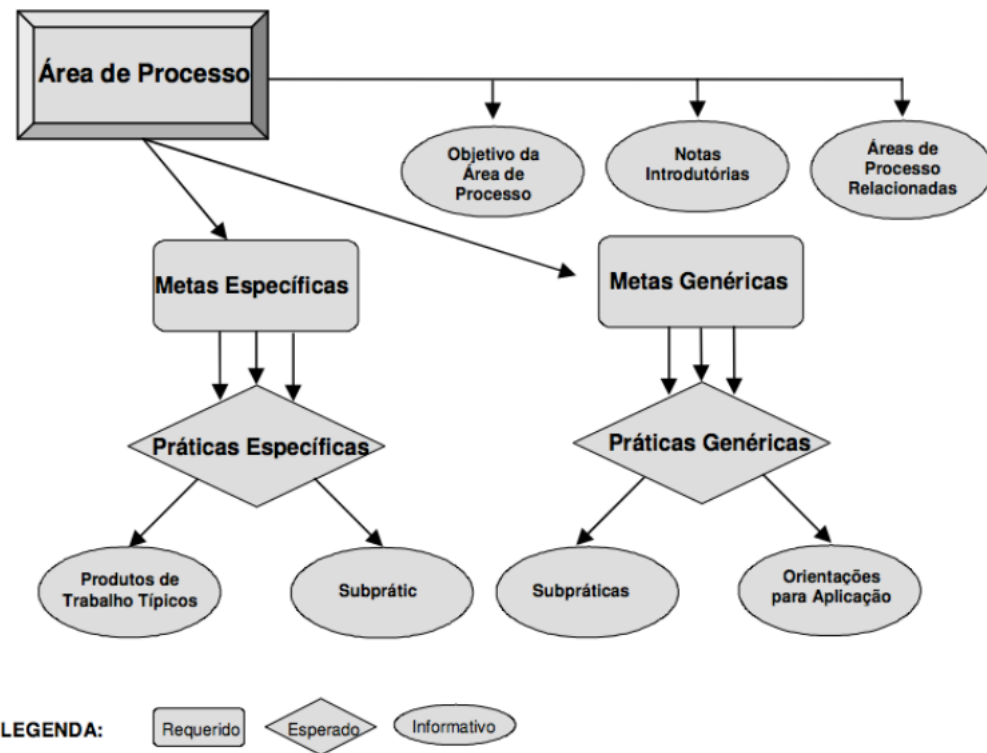 Área de Processo
Objetivo da
Área de
Processo
Notas
Introdutórias
Áreas de
Processo
Relacionadas
Metas Específicas
Metas Genéricas
Práticas Específicas
Práticas Genéricas
Produtos de
Trabalho Típicos
Subprátic
Subpráticas
Orientações
para Aplicação
LEGENDA:
Requerido
Esperado
Informativo